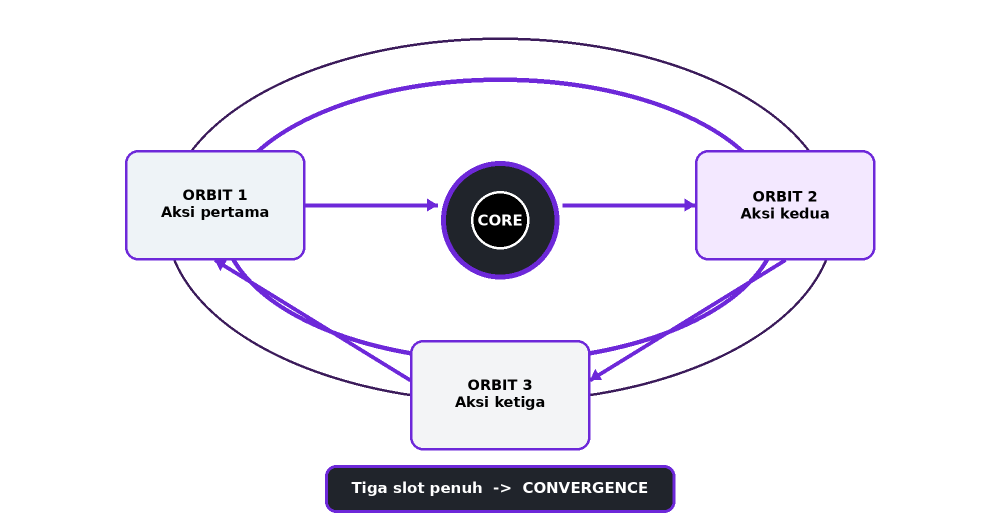 ORBIT 1
Aksi pertama
CORE
ORBIT 2
Aksi kedua
ORBIT 3
Aksi ketiga
Tiga slot penuh -> CONVERGENCE